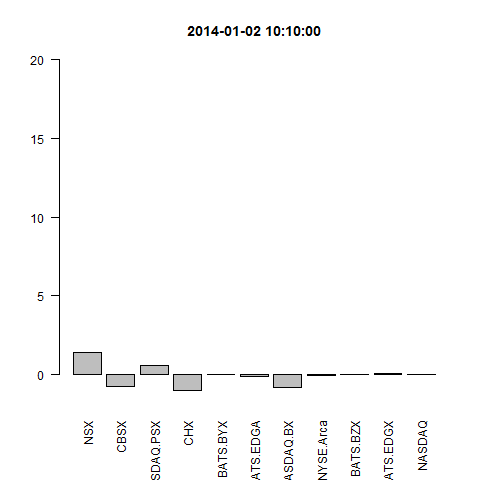 2014-01-02 10:10:00
20
15
10
5
0
NSX
CBSX
SDAQ.PSX
CHX
BATS.BYX
ATS.EDGA
ASDAQ.BX
NYSE.Arca
BATS.BZX
ATS.EDGX
NASDAQ